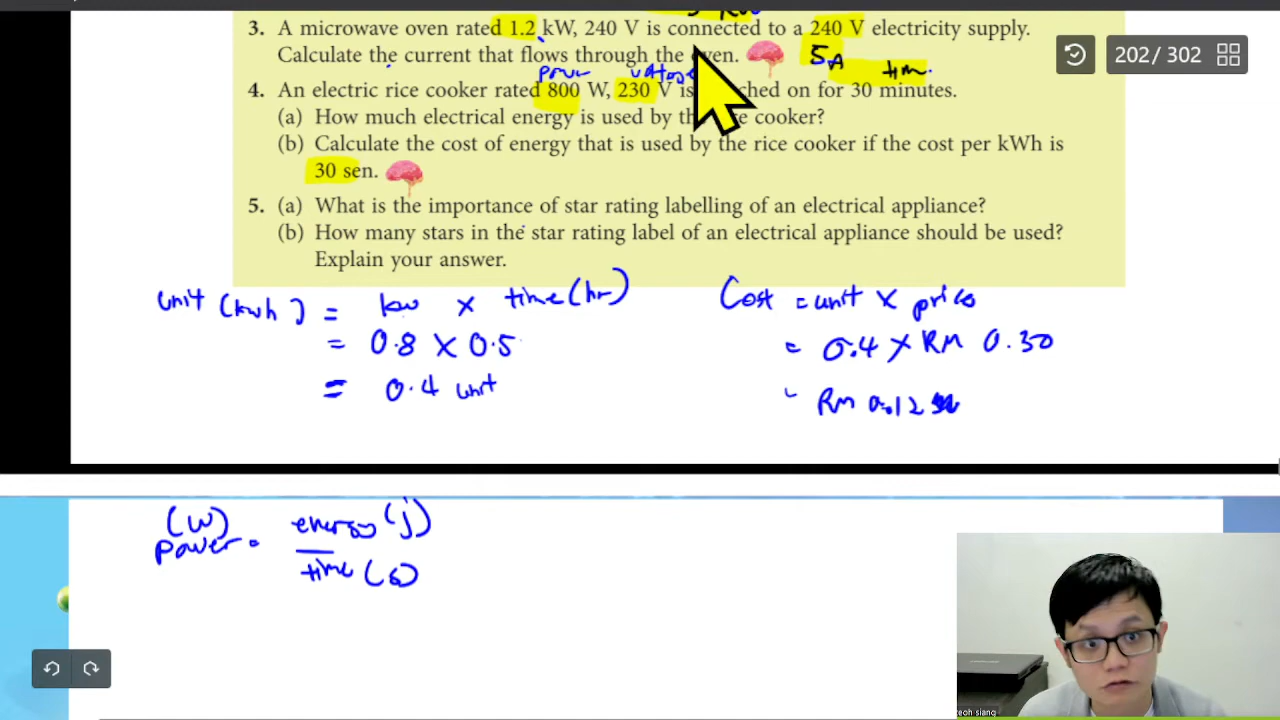 3. A microwave oven rated 1.2 kW, 240 V is connected to a 240 V electricity supply.
Calculate the current that flows through the oven.
5A
power voltage time
4. An electric rice cooker rated 800 W, 230 V is switched on for 30 minutes.
(a) How much electrical energy is used by the rice cooker?
(b) Calculate the cost of energy that is used by the rice cooker if the cost per kWh is
30 sen.
5. (a) What is the importance of star rating labelling of an electrical appliance?
(b) How many stars in the star rating label of an electrical appliance should be used?
Explain your answer.
unit (kwh) = kw x time (hr)
= 0.8 x 0.5
= 0.4 unit
Cost = unit x price
= 0.4 x RM 0.30
= RM 0.12
(W)
power = energy (j)
time (s)
202 / 302
teoh siang